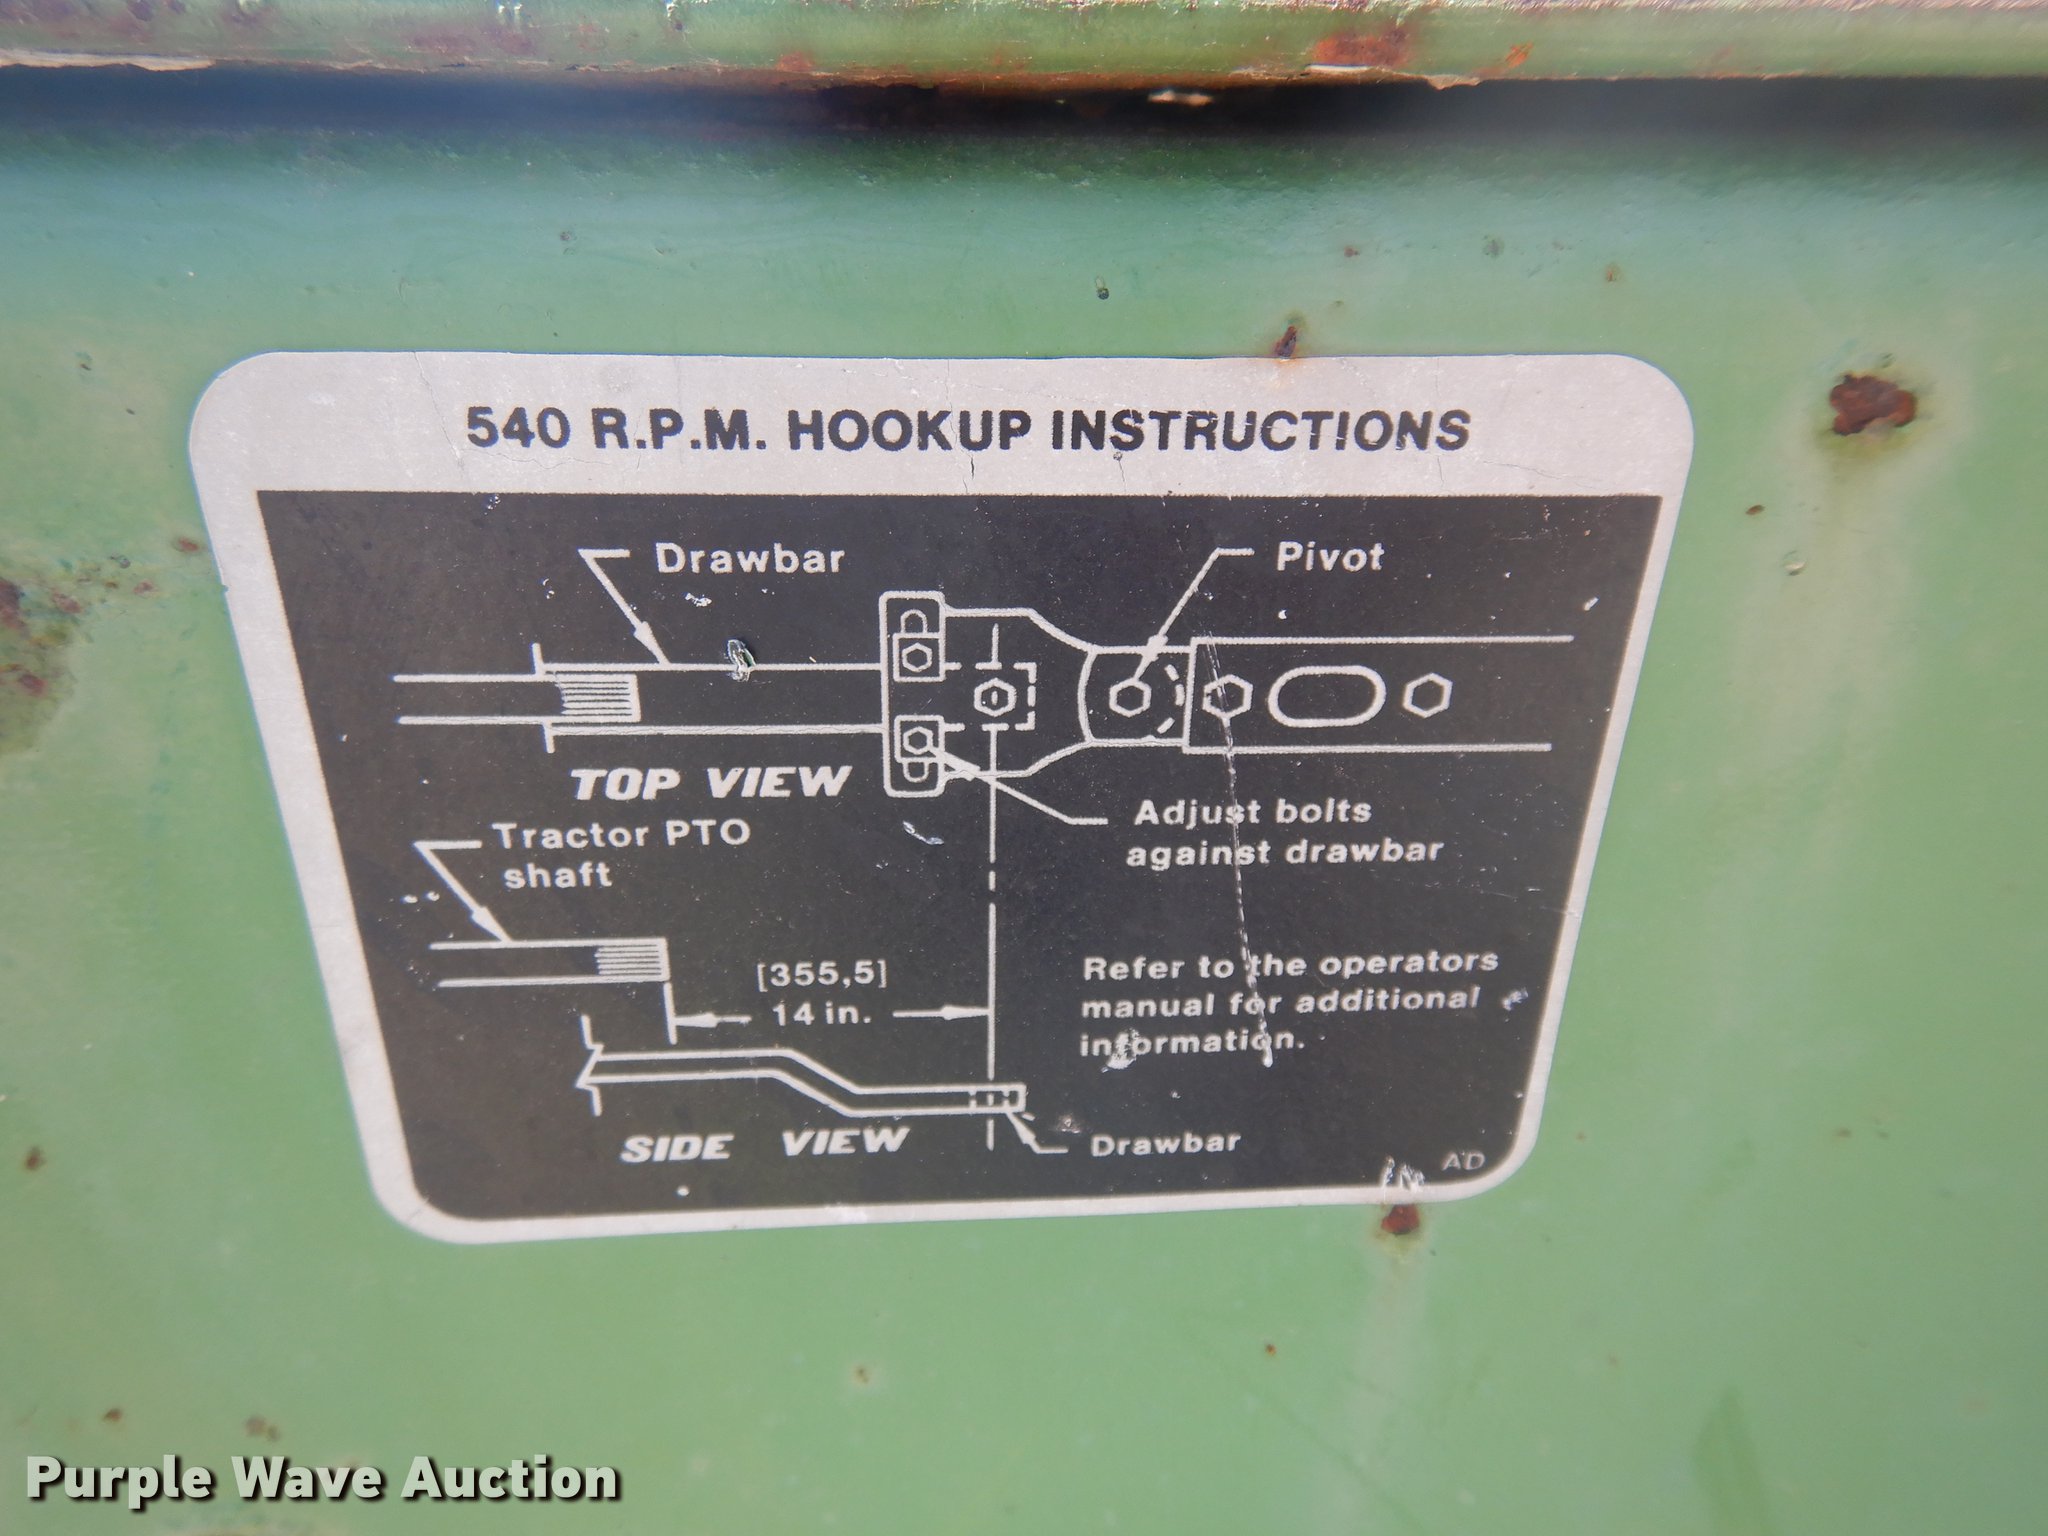 540 R.P.M. HOOKUP INSTRUCTIONS
Drawbar
Pivot
TOP VIEW
Adjust bolts
against drawbar
Tractor PTO
shaft
[355,5]
14 in.
Refer to the operators
manual for additional
information.
SIDE VIEW
Drawbar
A'D
Purple Wave Auction